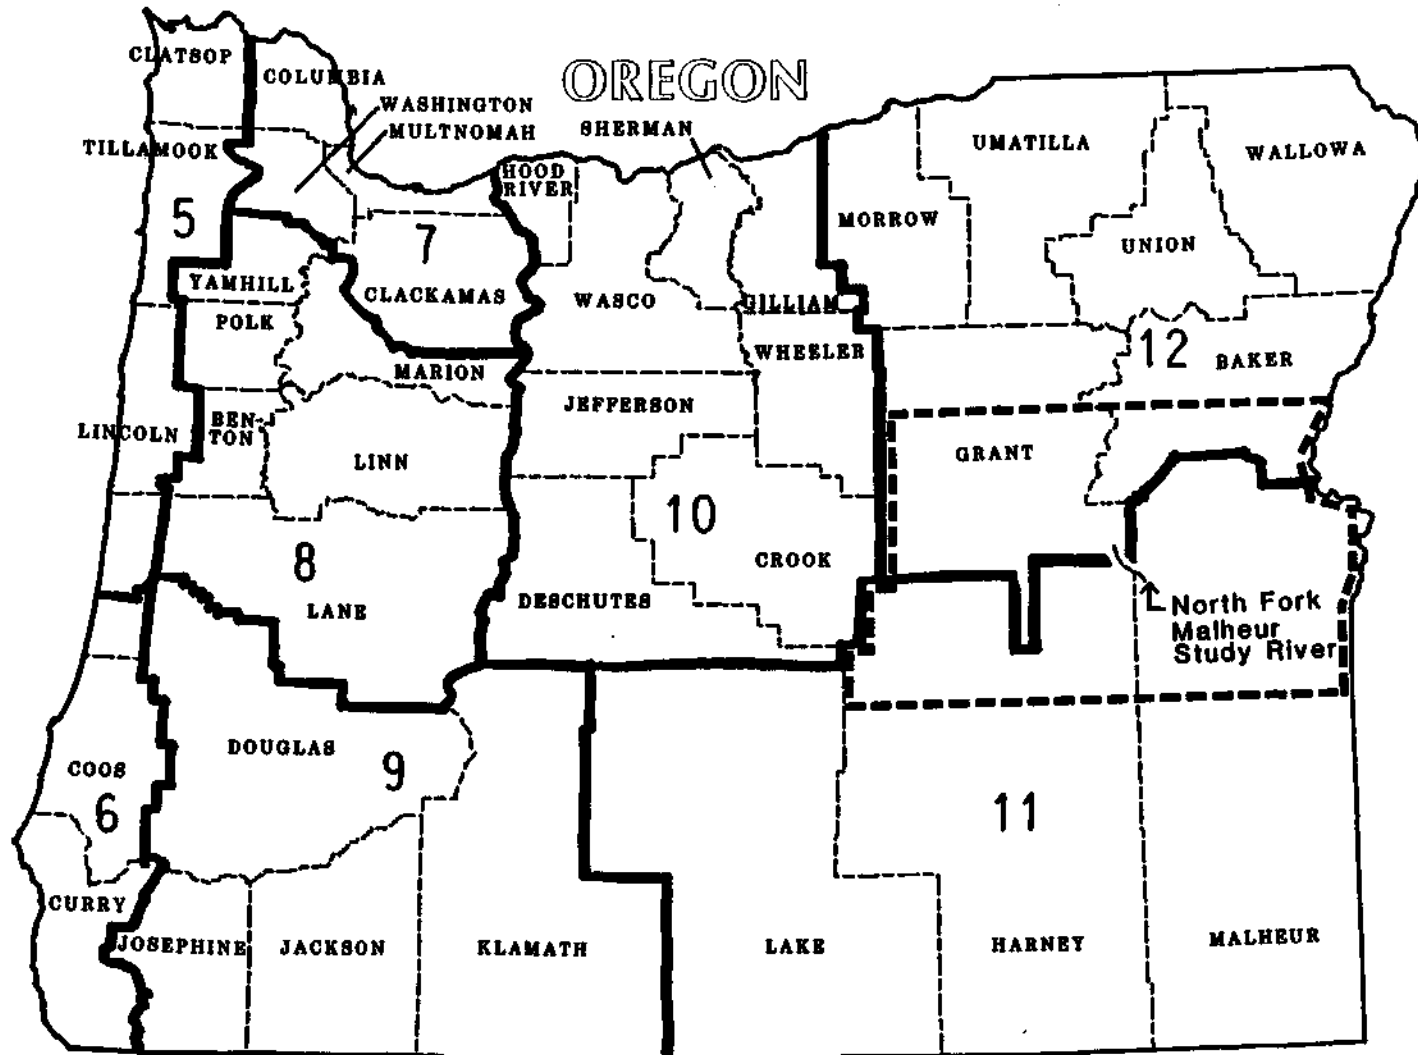 OREGON
CLATSOP
COLUMBIA
WASHINGTON
MULTNOMAH
SHERMAN
TILLAMOOK
HOOD
RIVER
UMATILLA
WALLOWA
MORROW
UNION
5
7
YAMHILL
CLACKAMAS
WASCO
GILLIAM
POLK
WHEELER
12
BAKER
MARION
JEFFERSON
LINCOLN
BEN-
TON
LINN
GRANT
10
8
CROOK
LANE
DESCHUTES
North Fork
Malheur
Study River
DOUGLAS
9
COOS
6
11
CURRY
JOSEPHINE
JACKSON
KLAMATH
LAKE
HARNEY
MALHEUR